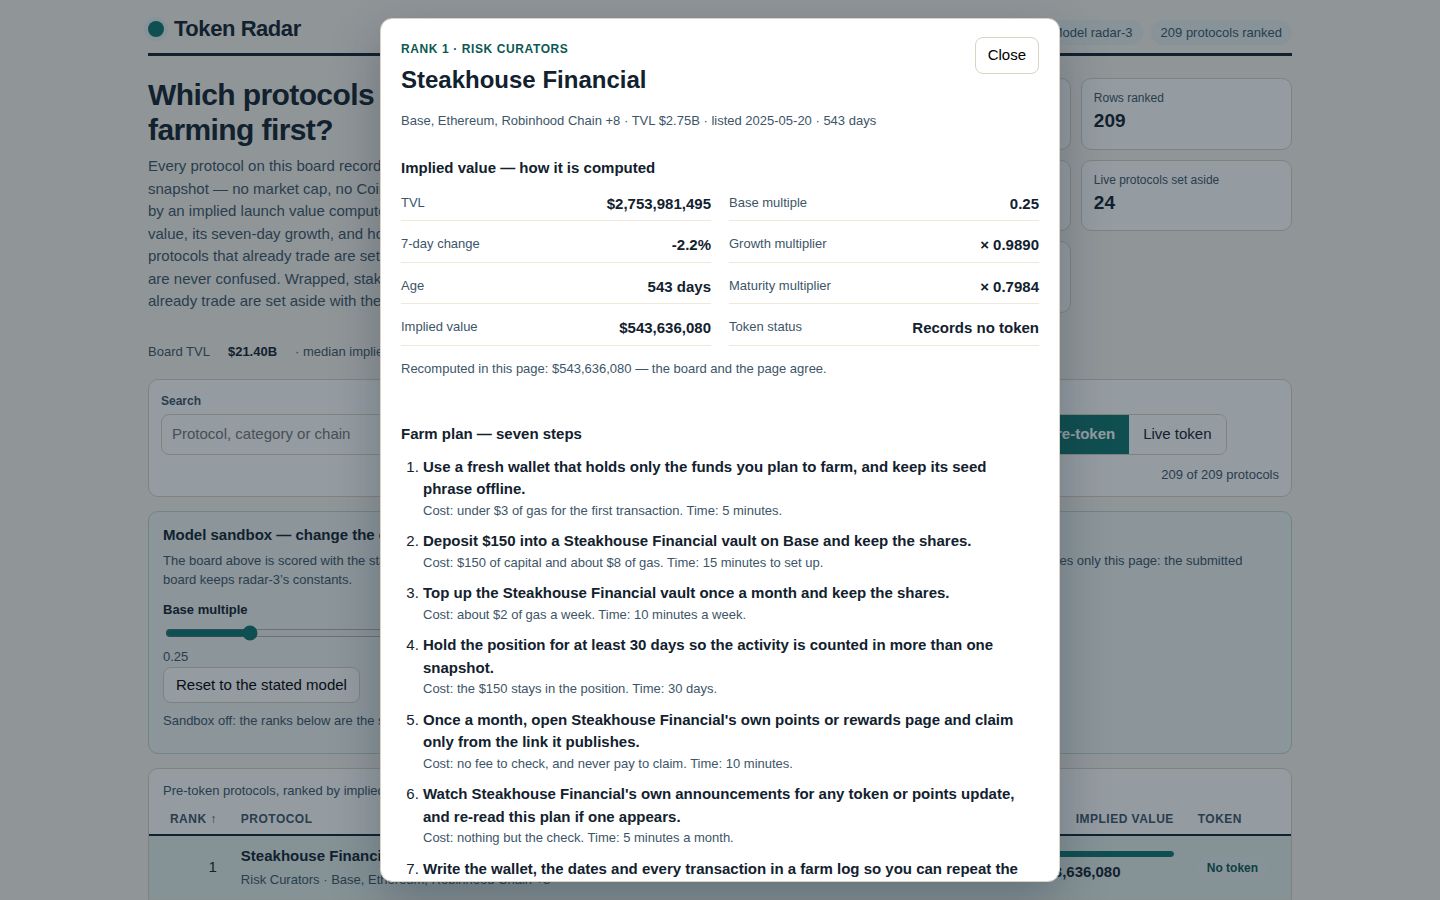 Token Radar
Model radar-3
209 protocols ranked
Which protocols
farming first?
Every protocol on this board record
snapshot — no market cap, no Coi
by an implied launch value comput
value, its seven-day growth, and ho
protocols that already trade are set
are never confused. Wrapped, stak
already trade are set aside with the
Rows ranked
209
Live protocols set aside
24
Board TVL $21.40B · median implie
Search
Protocol, category or chain
re-token
Live token
209 of 209 protocols
Model sandbox — change the
The board above is scored with the st
es only this page: the submitted
board keeps radar-3's constants.
Base multiple
0.25
Reset to the stated model
Sandbox off: the ranks below are the s
Pre-token protocols, ranked by implied
RANK ↑ PROTOCOL IMPLIED VALUE TOKEN
1 Steakhouse Financi
Risk Curators · Base, Ethereum, Robinhood Chain +8
,636,080
No token
RANK 1 · RISK CURATORS
Close
Steakhouse Financial
Base, Ethereum, Robinhood Chain +8 · TVL $2.75B · listed 2025-05-20 · 543 days
Implied value — how it is computed
TVL $2,753,981,495 Base multiple 0.25
7-day change -2.2% Growth multiplier × 0.9890
Age 543 days Maturity multiplier × 0.7984
Implied value $543,636,080 Token status Records no token
Recomputed in this page: $543,636,080 — the board and the page agree.
Farm plan — seven steps
1. Use a fresh wallet that holds only the funds you plan to farm, and keep its seed
phrase offline.
Cost: under $3 of gas for the first transaction. Time: 5 minutes.
2. Deposit $150 into a Steakhouse Financial vault on Base and keep the shares.
Cost: $150 of capital and about $8 of gas. Time: 15 minutes to set up.
3. Top up the Steakhouse Financial vault once a month and keep the shares.
Cost: about $2 of gas a week. Time: 10 minutes a week.
4. Hold the position for at least 30 days so the activity is counted in more than one
snapshot.
Cost: the $150 stays in the position. Time: 30 days.
5. Once a month, open Steakhouse Financial's own points or rewards page and claim
only from the link it publishes.
Cost: no fee to check, and never pay to claim. Time: 10 minutes.
6. Watch Steakhouse Financial's own announcements for any token or points update,
and re-read this plan if one appears.
Cost: nothing but the check. Time: 5 minutes a month.
7. Write the wallet, the dates and every transaction in a farm log so you can repeat the